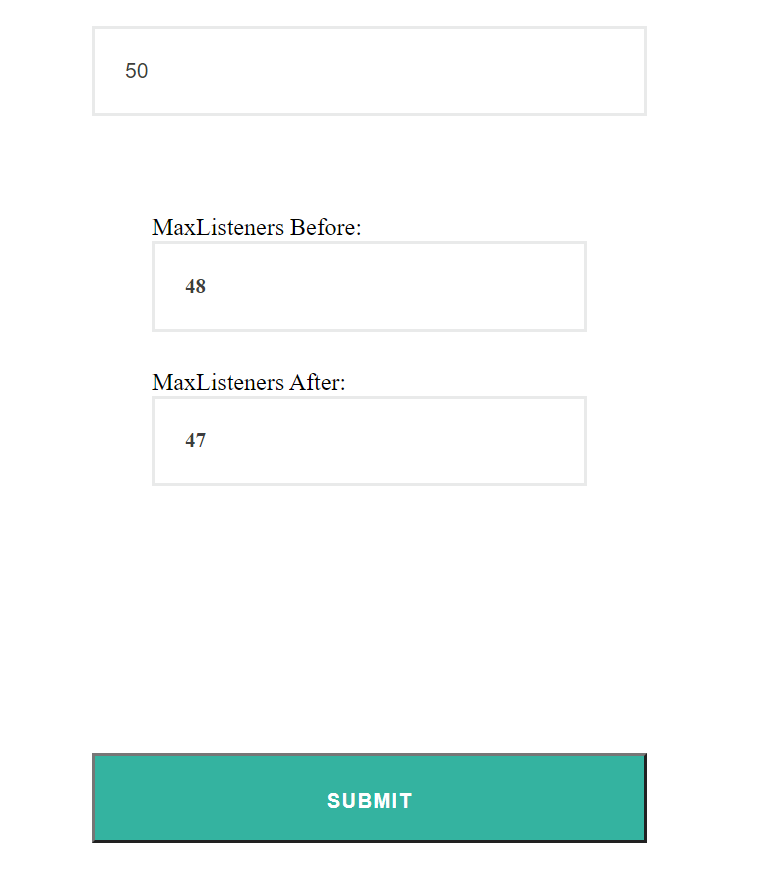 50
MaxListeners Before:
48
MaxListeners After:
47
SUBMIT